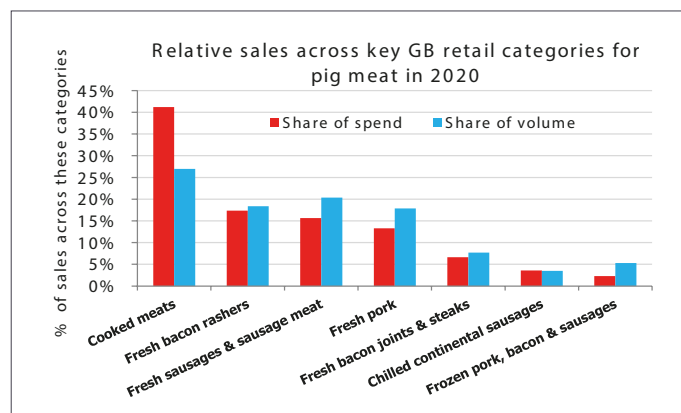 Relative sales across key GB retail categories for
pig meat in 2020
% of sales across these categories
45%
40%
35%
30%
25%
20%
15%
10%
5%
0%
Share of spend
Share of volume
Cooked meats
Fresh bacon rashers
Fresh sausages & sausage meat
Fresh pork
Fresh bacon joints & steaks
Chilled continental sausages
Frozen pork, bacon & sausages